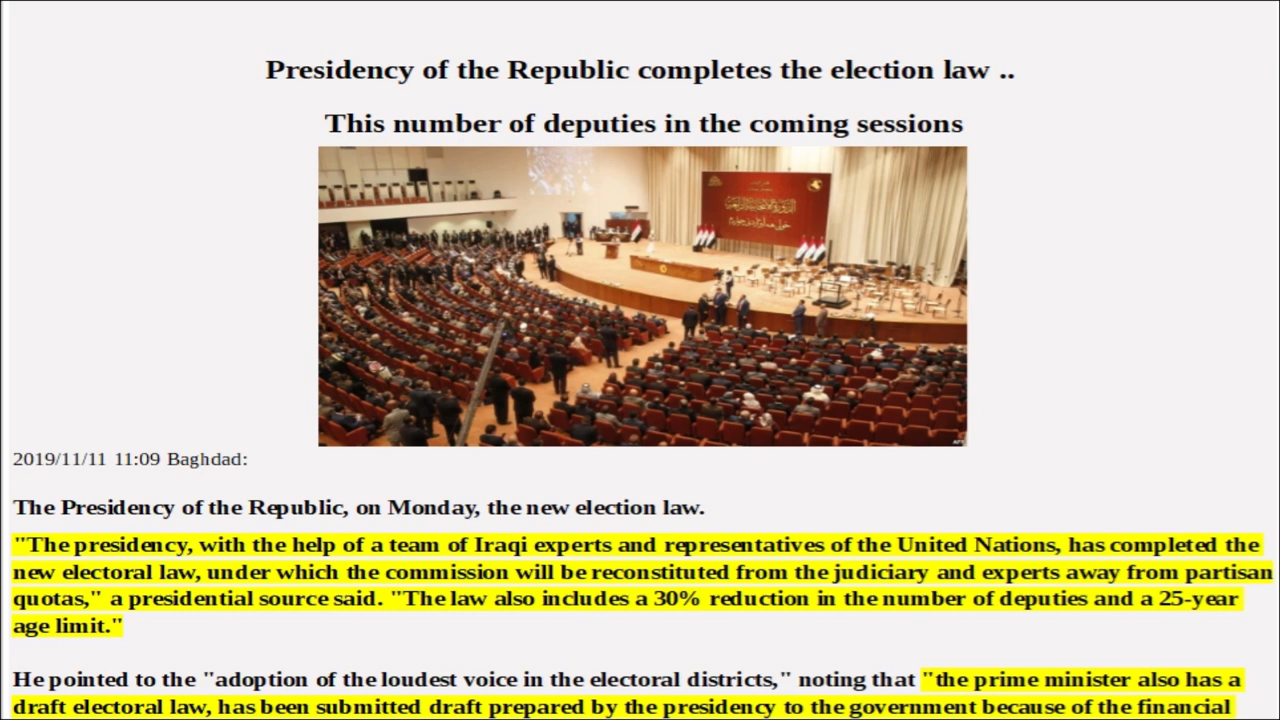 Presidency of the Republic completes the election law ..
This number of deputies in the coming sessions
2019/11/11 11:09 Baghdad:
The Presidency of the Republic, on Monday, the new election law.
"The presidency, with the help of a team of Iraqi experts and representatives of the United Nations, has completed the
new electoral law, under which the commission will be reconstituted from the judiciary and experts away from partisan
quotas," a presidential source said. "The law also includes a 30% reduction in the number of deputies and a 25-year
age limit."
He pointed to the "adoption of the loudest voice in the electoral districts," noting that "the prime minister also has a
draft electoral law, has been submitted draft prepared by the presidency to the government because of the financial